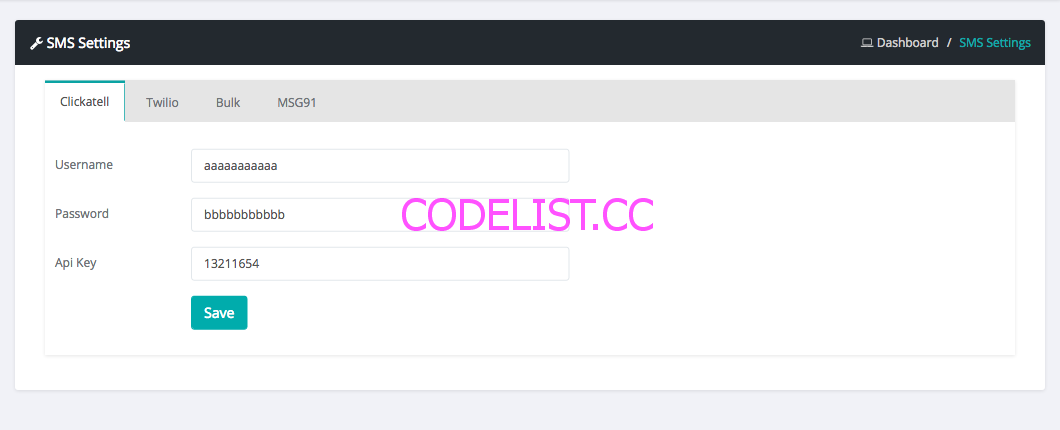 SMS Settings
Dashboard / SMS Settings
Clickatell Twilio Bulk MSG91
Username aaaaaaaaaaa
Password bbbbbbbbbbb
CODELIST.CC
Api Key 13211654
Save